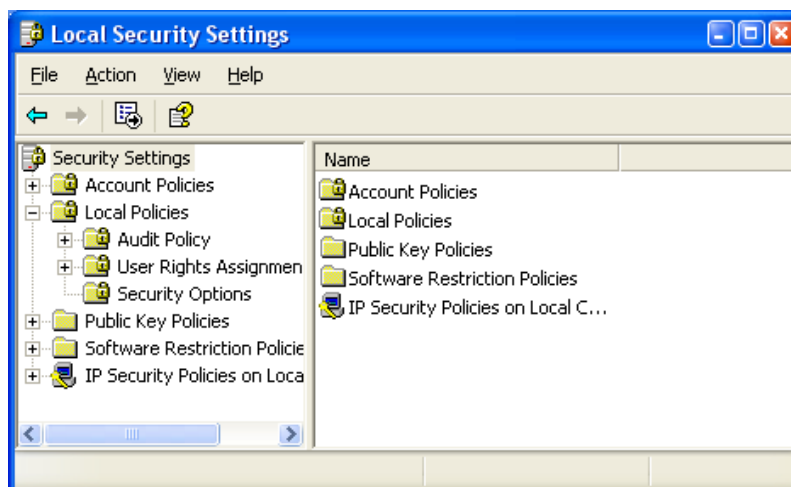 Local Security Settings
File Action View Help
Security Settings
Account Policies
Local Policies
Audit Policy
User Rights Assignmen
Security Options
Public Key Policies
Software Restriction Policie
IP Security Policies on Loca
Name
Account Policies
Local Policies
Public Key Policies
Software Restriction Policies
IP Security Policies on Local C...